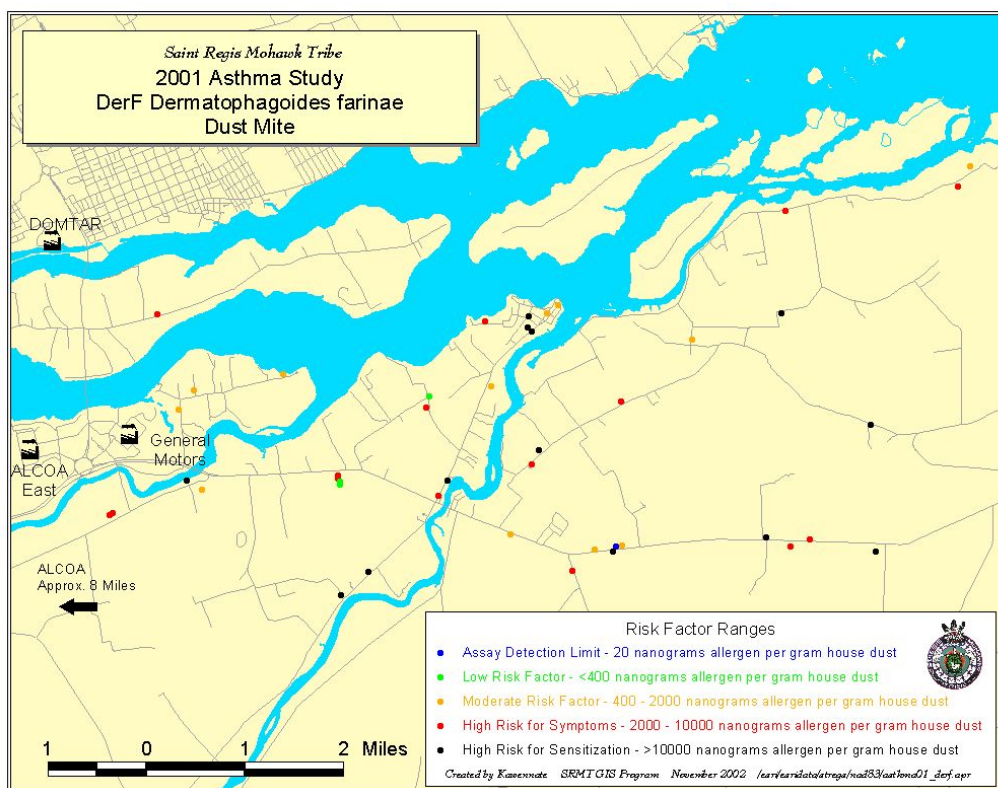 Saint Regis Mohawk Tribe
2001 Asthma Study
DerF Dermatophagoides farinae
Dust Mite
DOMTAR
General
Motors
ALCOA
East
ALCOA
Approx. 8 Miles
1 0 1 2 Miles
Risk Factor Ranges
Assay Detection Limit - 20 nanograms allergen per gram house dust
Low Risk Factor - <400 nanograms allergen per gram house dust
Moderate Risk Factor - 400 - 2000 nanograms allergen per gram house dust
High Risk for Symptoms - 2000 - 10000 nanograms allergen per gram house dust
High Risk for Sensitization - >10000 nanograms allergen per gram house dust
Created by Kawennate SRMT GIS Program November 2002